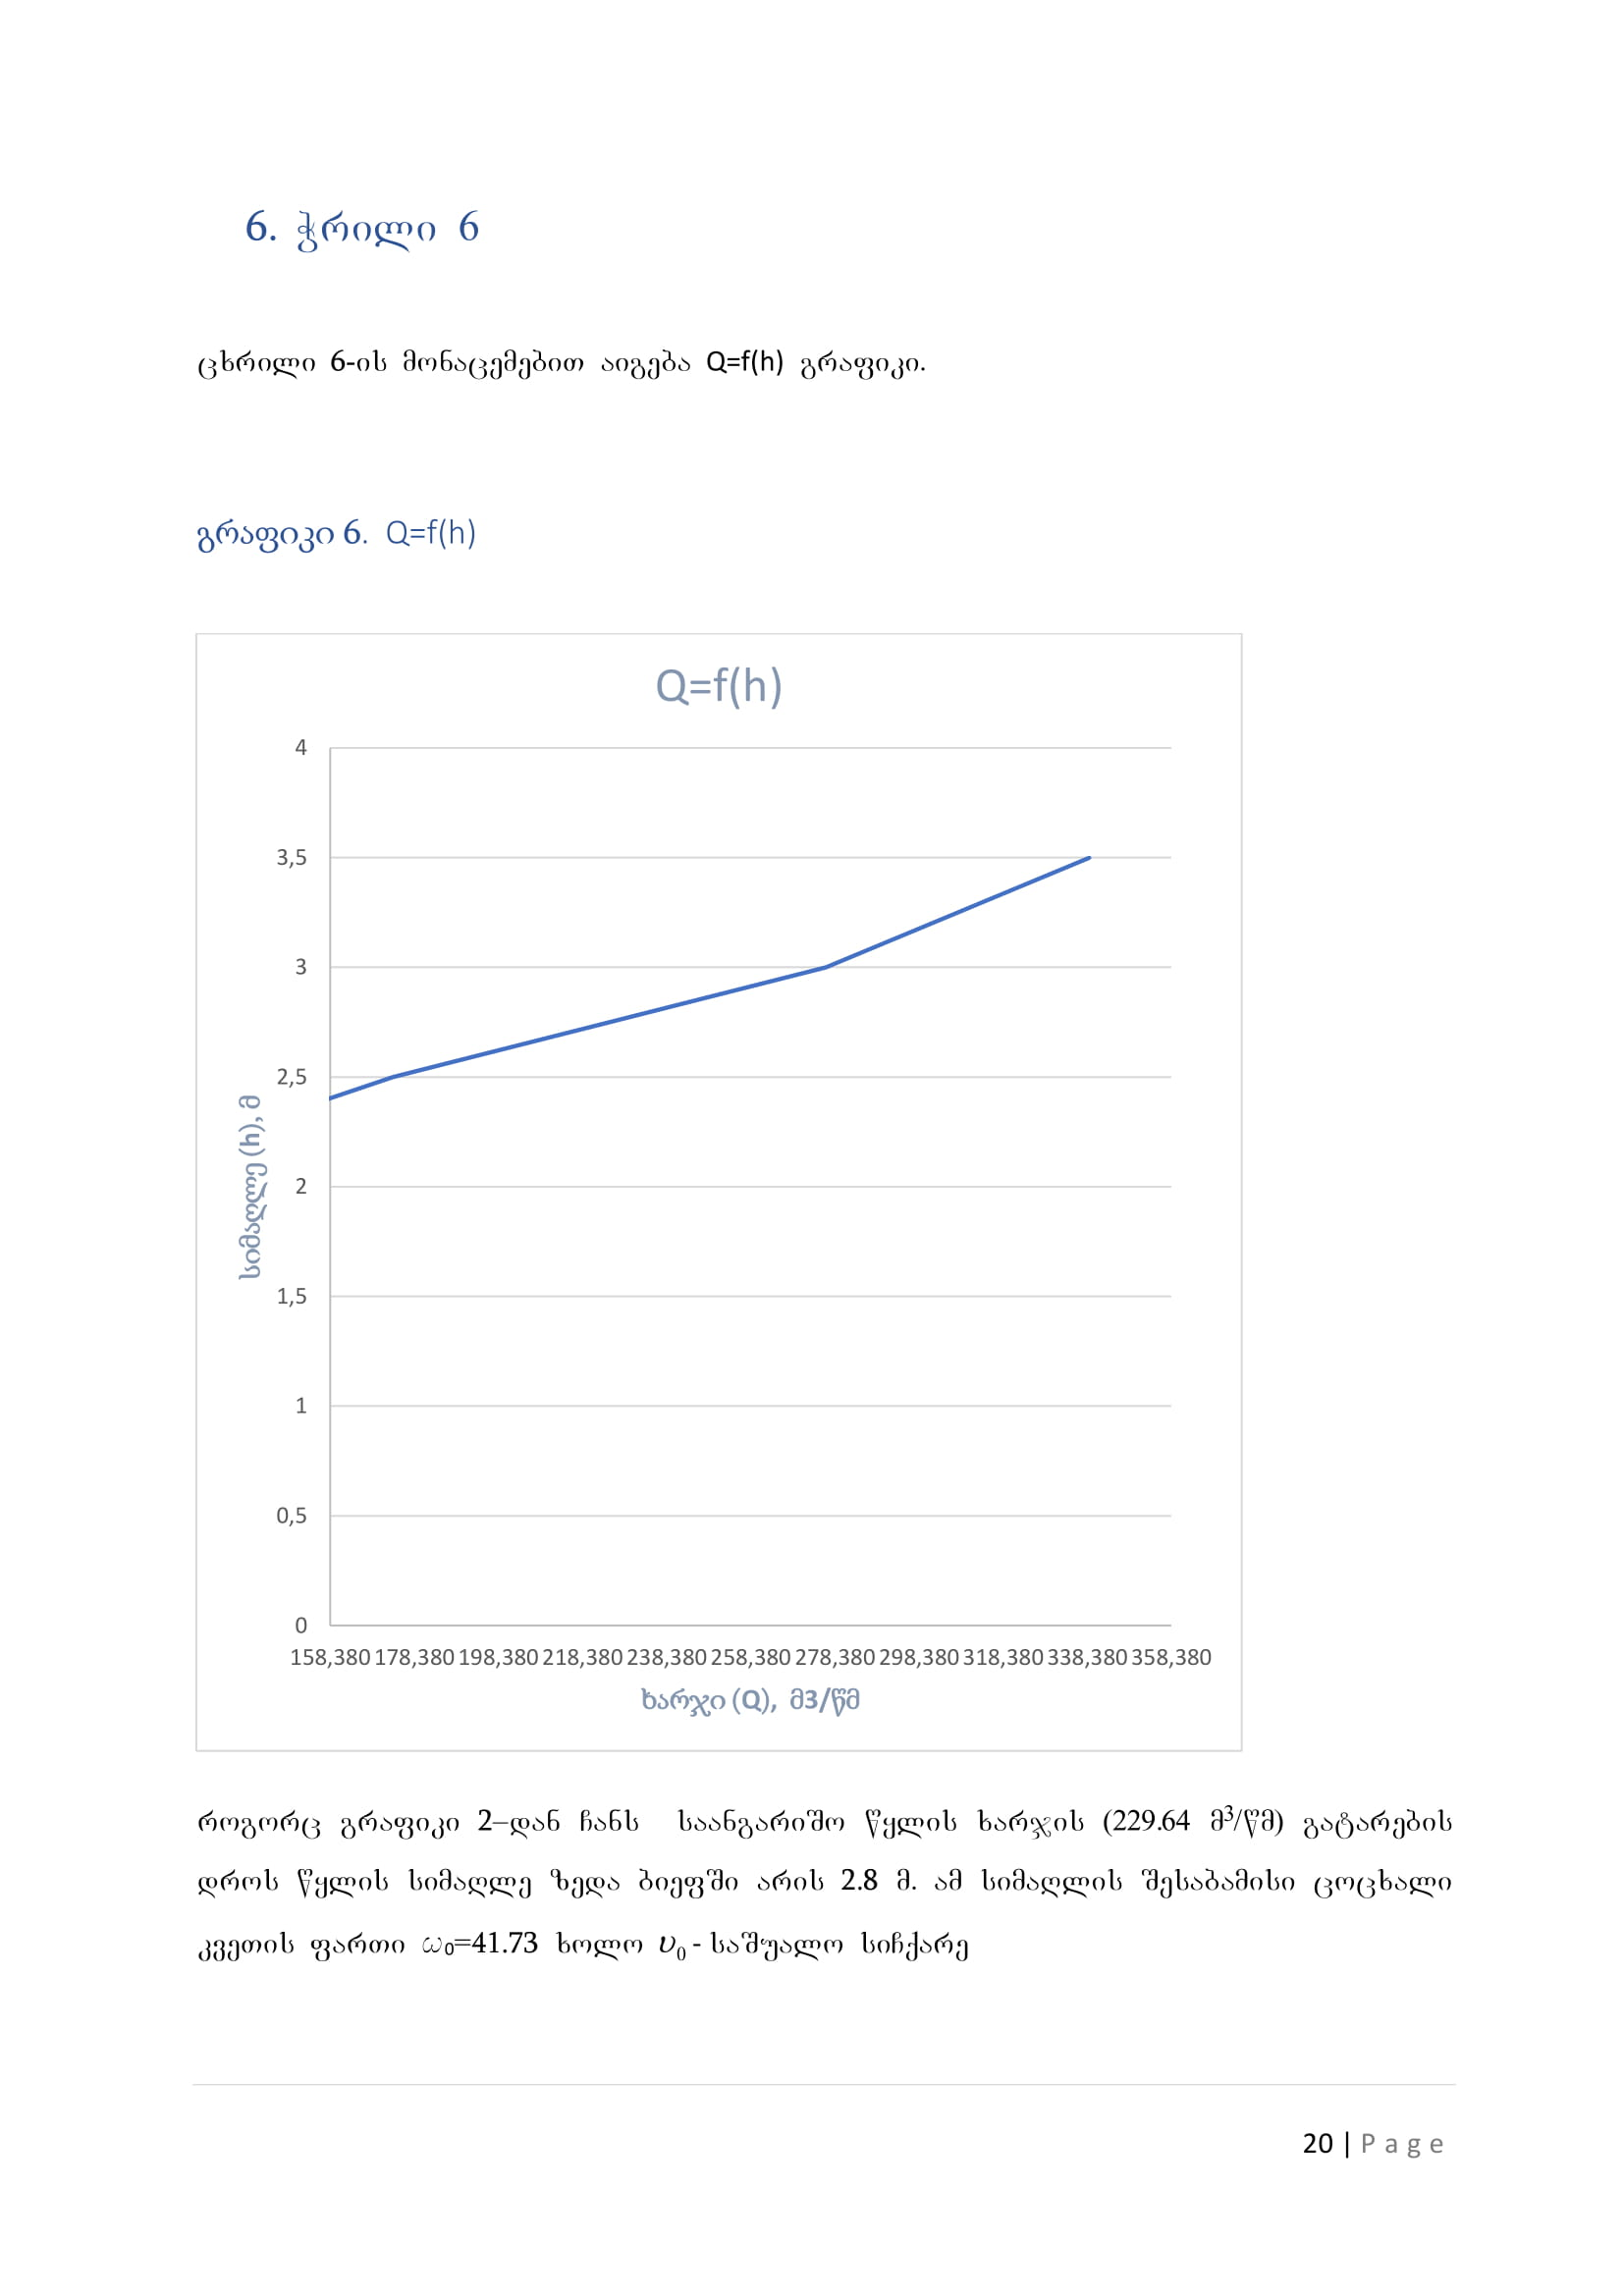 6. ჭრილი 6
ცხრილი 6-ის მონაცემებით აიგება Q=f(h) გრაფიკი.
გრაფიკი 6. Q=f(h)
Q=f(h)
4
3,5
3
2,5
2
1,5
1
0,5
0
სიმაღლე (h), მ
158,380 178,380 198,380 218,380 238,380 258,380 278,380 298,380 318,380 338,380 358,380
ხარჯი (Q), მ3/წმ
როგორც გრაფიკი 2–დან ჩანს საანგარიშო წყლის ხარჯის (229.64 მ³/წმ) გატარების
დროს წყლის სიმაღლე ზედა ბიეფში არის 2.8 მ. ამ სიმაღლის შესაბამისი ცოცხალი
კვეთის ფართი ω₀=41.73 ხოლო υ₀ - საშუალო სიჩქარე
20 | Page